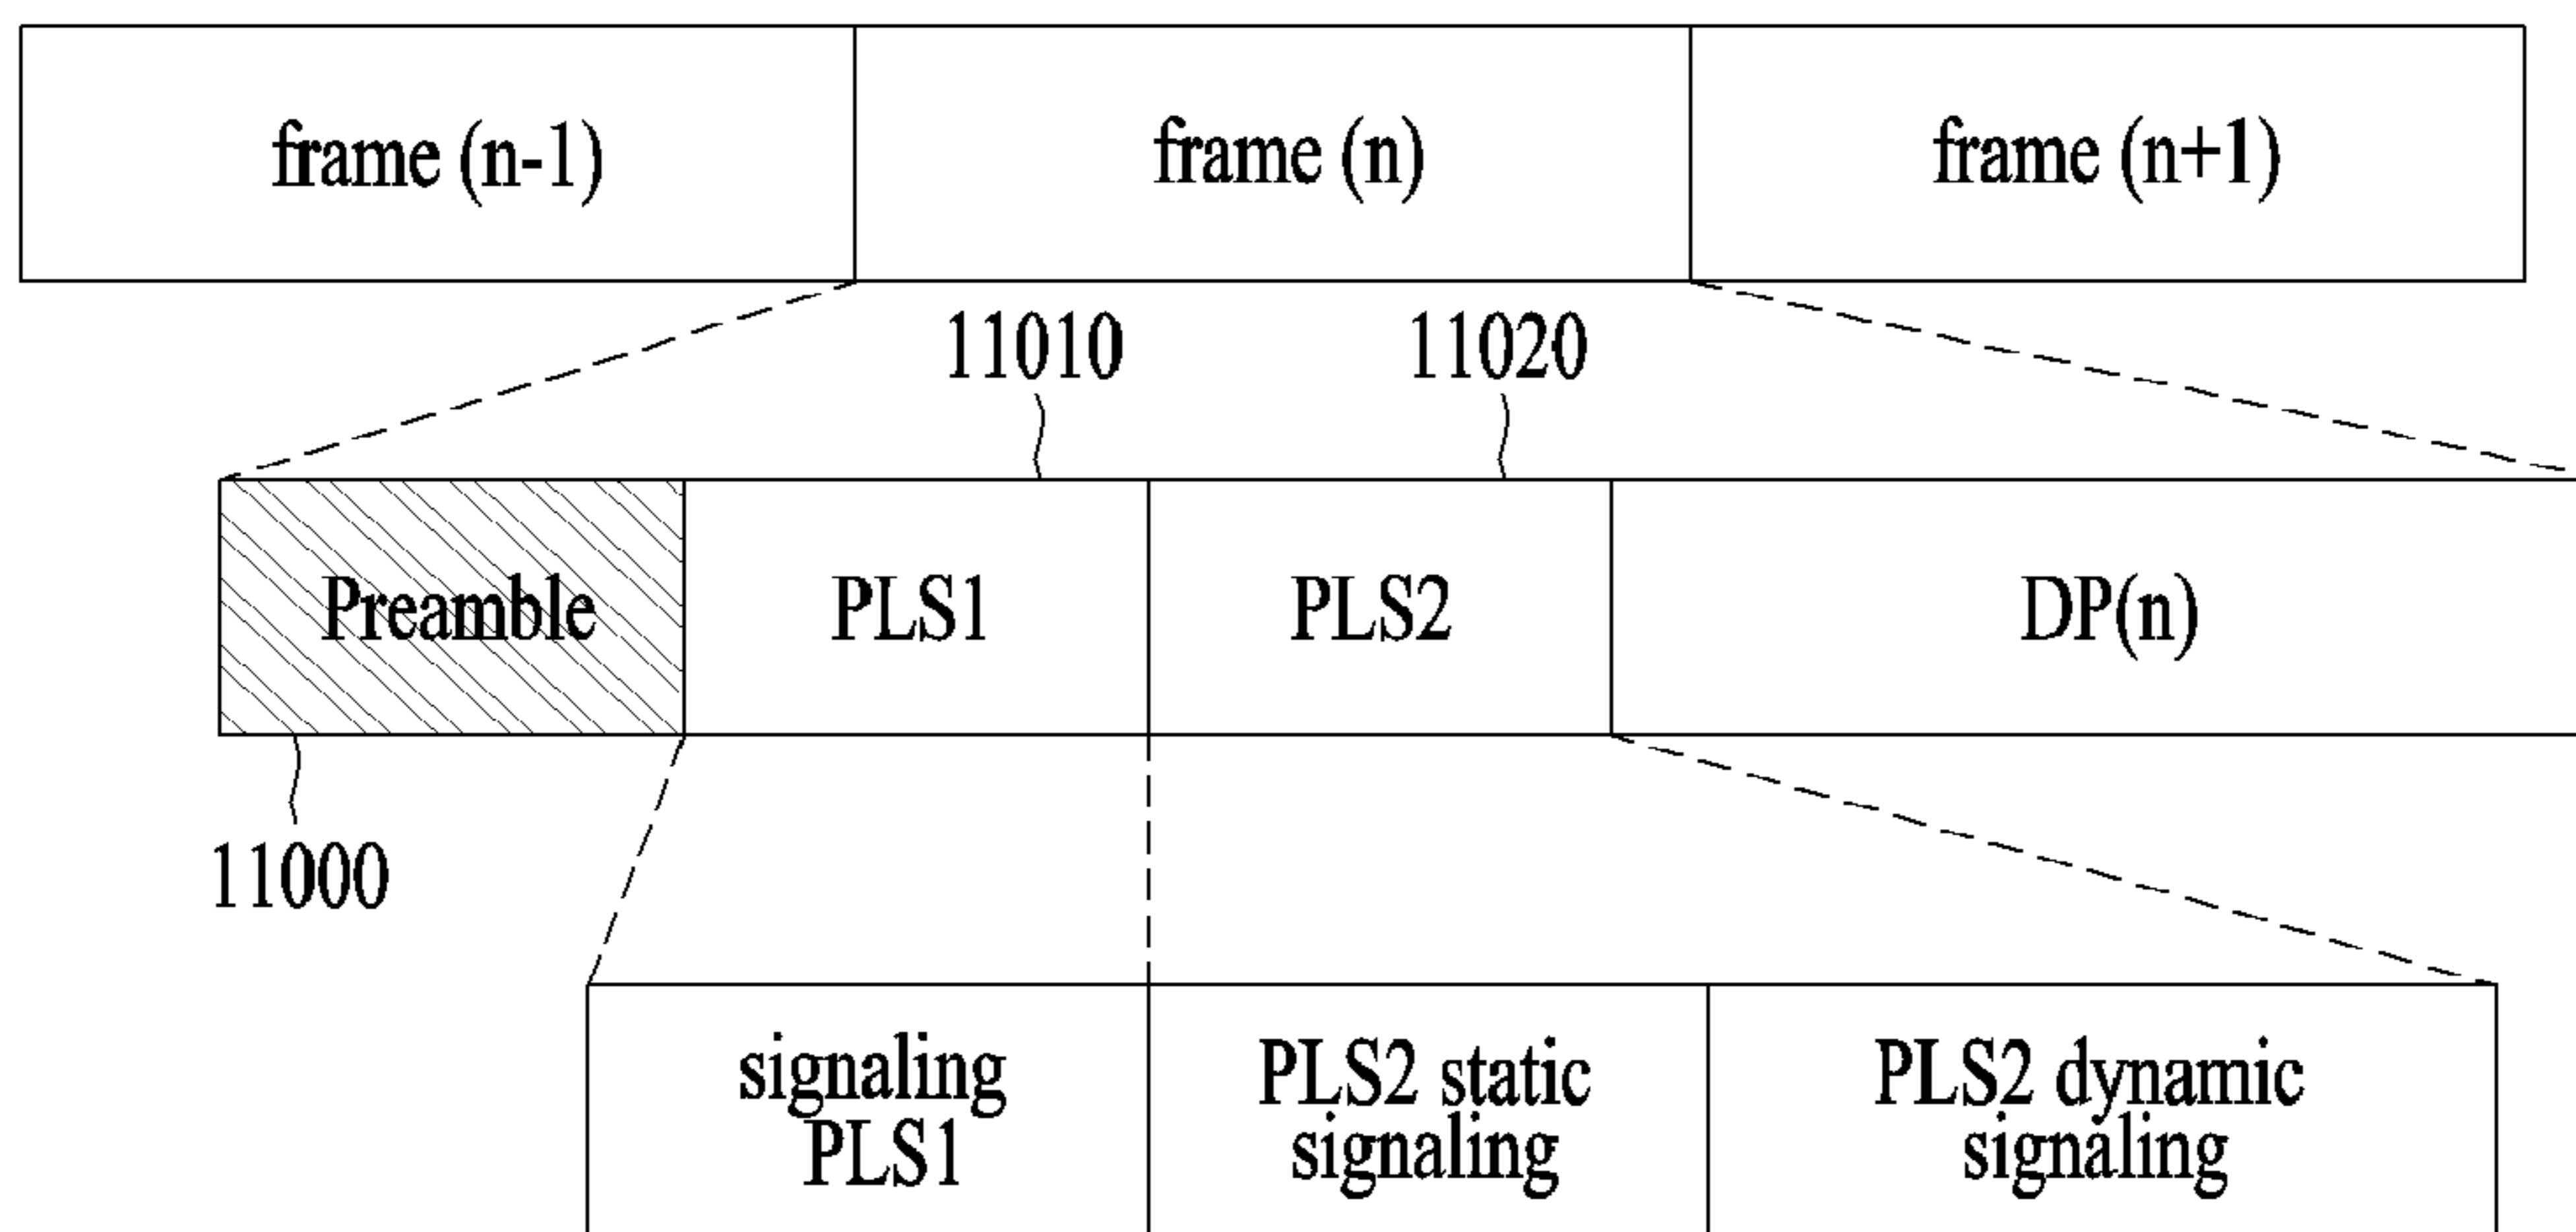 frame (n-1)
frame (n)
frame (n+1)
11010
11020
Preamble
PLS1
PLS2
DP(n)
11000
signaling
PLS1
PLS2 static
signaling
PLS2 dynamic
signaling